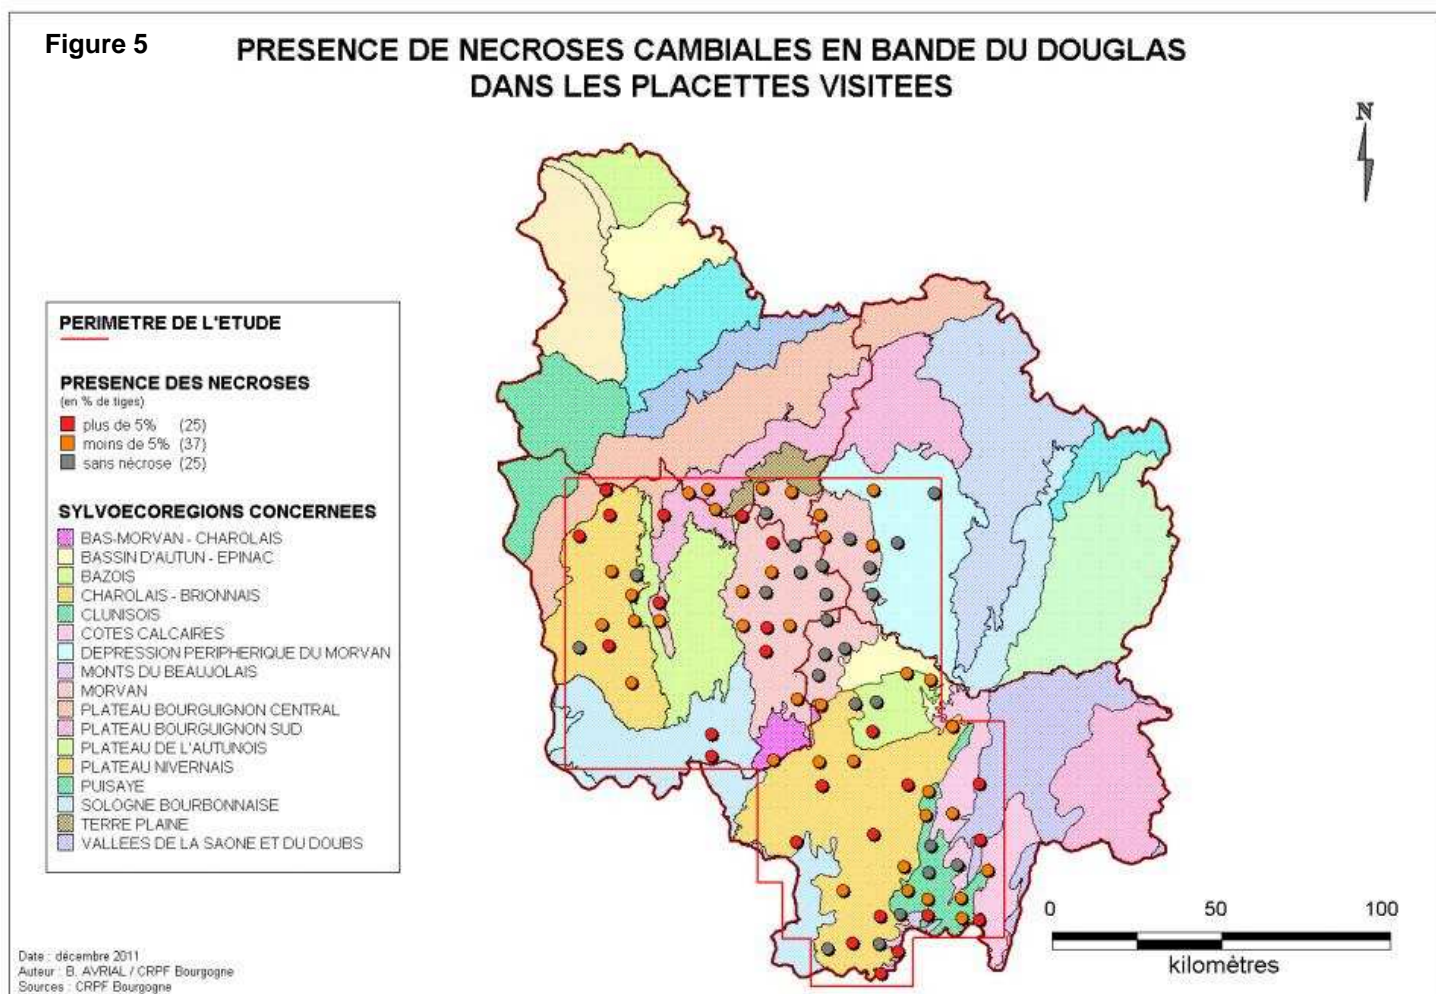 Figure 5
PRESENCE DE NECROSES CAMBIALES EN BANDE DU DOUGLAS
DANS LES PLACETTES VISITEES
N
PERIMETRE DE L'ETUDE
PRESENCE DES NECROSES
(en % de tiges)
plus de 5% (25)
moins de 5% (37)
sans nécrose (25)
SYLVOECOREGIONS CONCERNEES
BAS-MORVAN - CHAROLAIS
BASSIN D'AUTUN - EPINAC
BAZOIS
CHAROLAIS - BRIONNAIS
CLUNISOIS
COTES CALCAIRES
DEPRESSION PERIPHERIQUE DU MORVAN
MONTS DU BEAUJOLAIS
MORVAN
PLATEAU BOURGUIGNON CENTRAL
PLATEAU BOURGUIGNON SUD
PLATEAU DE L'AUTUNOIS
PLATEAU NIVERNAIS
PUISAYE
SOLOGNE BOURBONNAISE
TERRE PLAINE
VALLEES DE LA SAONE ET DU DOUBS
0 50 100
kilomètres
Date : décembre 2011
Auteur : B. AVRIAL / CRPF Bourgogne
Sources : CRPF Bourgogne